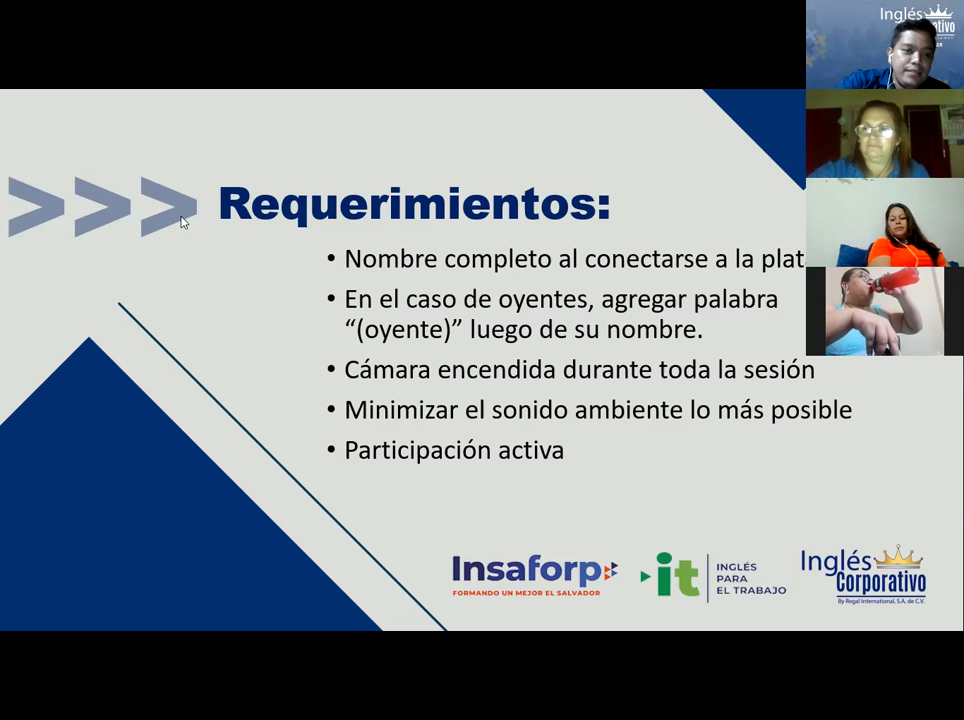 Inglés
>>> Requerimientos:
• Nombre completo al conectarse a la
• En el caso de oyentes, agregar palabra
“(oyente)” luego de su nombre.
• Cámara encendida durante toda la sesión
• Minimizar el sonido ambiente lo más posible
• Participación activa
Insaforp
FORMANDO UN MEJOR EL SALVADOR
it
INGLÉS
PARA
EL TRABAJO
Inglés
Corporativo
By Regal International, S.A. de C.V.